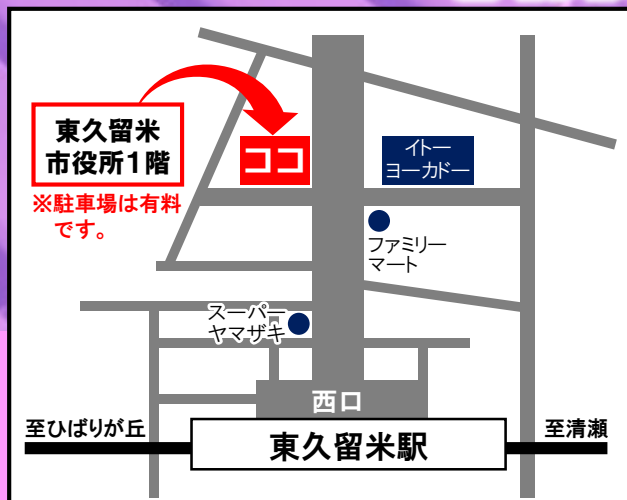 東久留米
市役所1階
※駐車場は有料
です。
ココ
イトー
ヨーカドー
ファミリー
マート
スーパー
ヤマザキ
西口
至ひばりが丘
東久留米駅
至清瀬